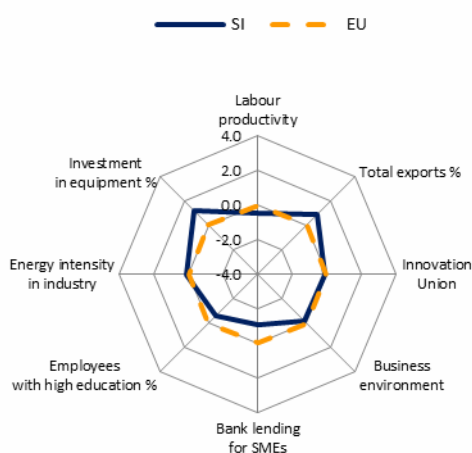 SI EU
Labour
productivity
4.0
2.0
0.0
-2.0
-4.0
Total exports %
Innovation
Union
Business
environment
Bank lending
for SMEs
Employees
with high education %
Energy intensity
in industry
Investment
in equipment %